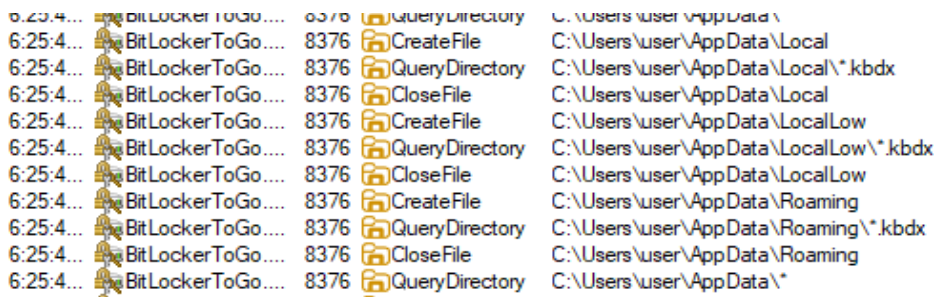 6:25:4... BitLockerToGo.... 8376 QueryDirectory C:\Users\user\AppData\
6:25:4... BitLockerToGo.... 8376 CreateFile C:\Users\user\AppData\Local
6:25:4... BitLockerToGo.... 8376 QueryDirectory C:\Users\user\AppData\Local\*.kbdx
6:25:4... BitLockerToGo.... 8376 CloseFile C:\Users\user\AppData\Local
6:25:4... BitLockerToGo.... 8376 CreateFile C:\Users\user\AppData\LocalLow
6:25:4... BitLockerToGo.... 8376 QueryDirectory C:\Users\user\AppData\LocalLow\*.kbdx
6:25:4... BitLockerToGo.... 8376 CloseFile C:\Users\user\AppData\LocalLow
6:25:4... BitLockerToGo.... 8376 CreateFile C:\Users\user\AppData\Roaming
6:25:4... BitLockerToGo.... 8376 QueryDirectory C:\Users\user\AppData\Roaming\*.kbdx
6:25:4... BitLockerToGo.... 8376 CloseFile C:\Users\user\AppData\Roaming
6:25:4... BitLockerToGo.... 8376 QueryDirectory C:\Users\user\AppData\*